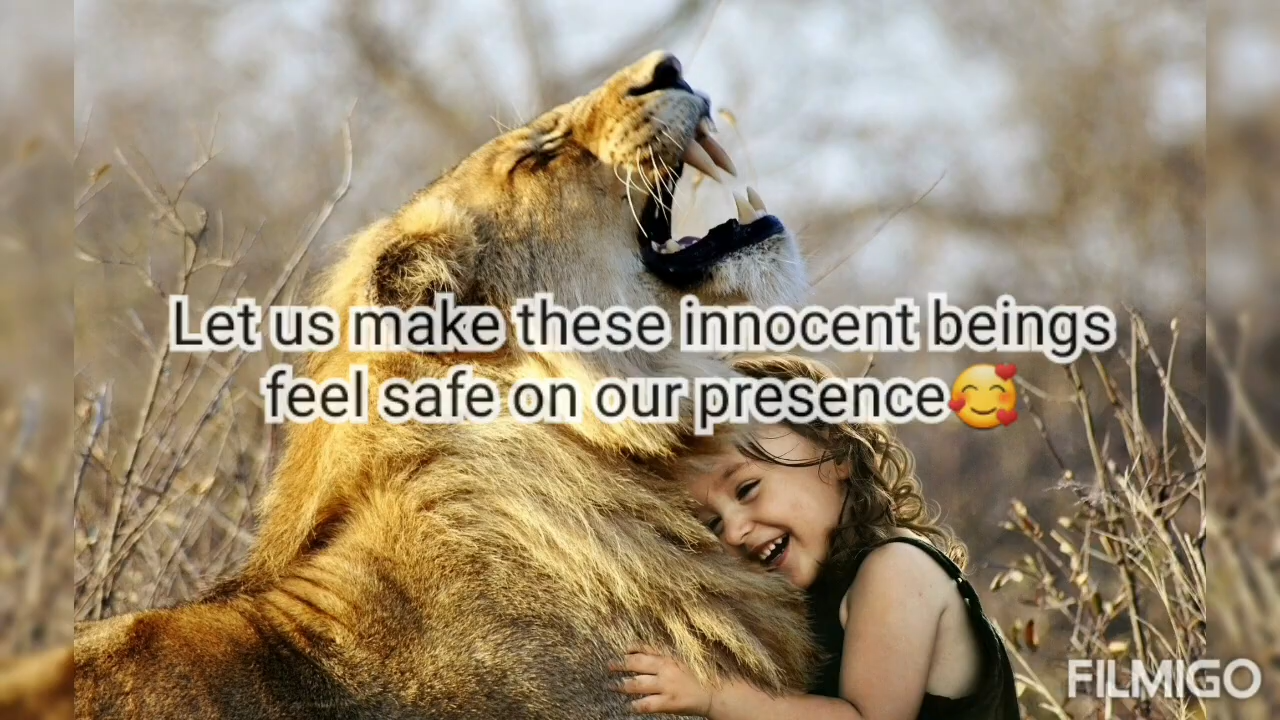 Let us make these innocent beings
feel safe on our presence🥰
FILMIGO